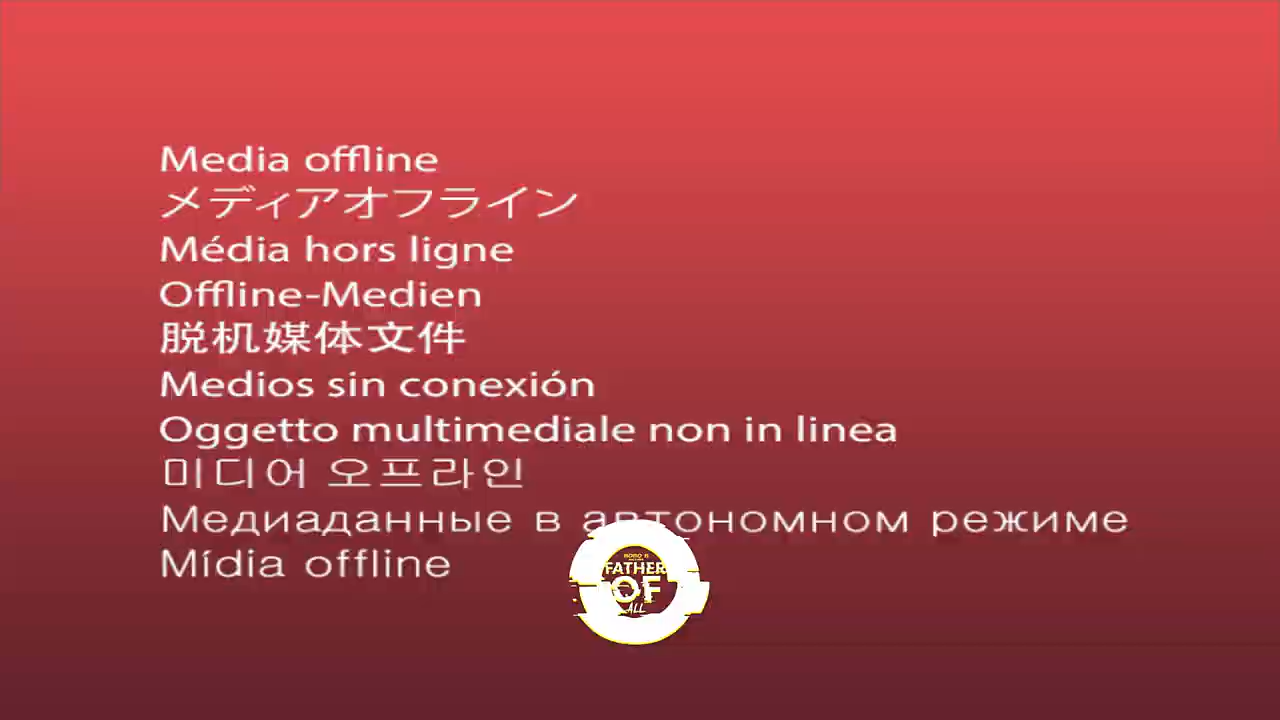 Media offline
メディアオフライン
Média hors ligne
Offline-Medien
脱机媒体文件
Medios sin conexión
Oggetto multimediale non in linea
미디어 오프라인
Медиаданные в автономном режиме
Mídia offline
FATHER
OF
ALL